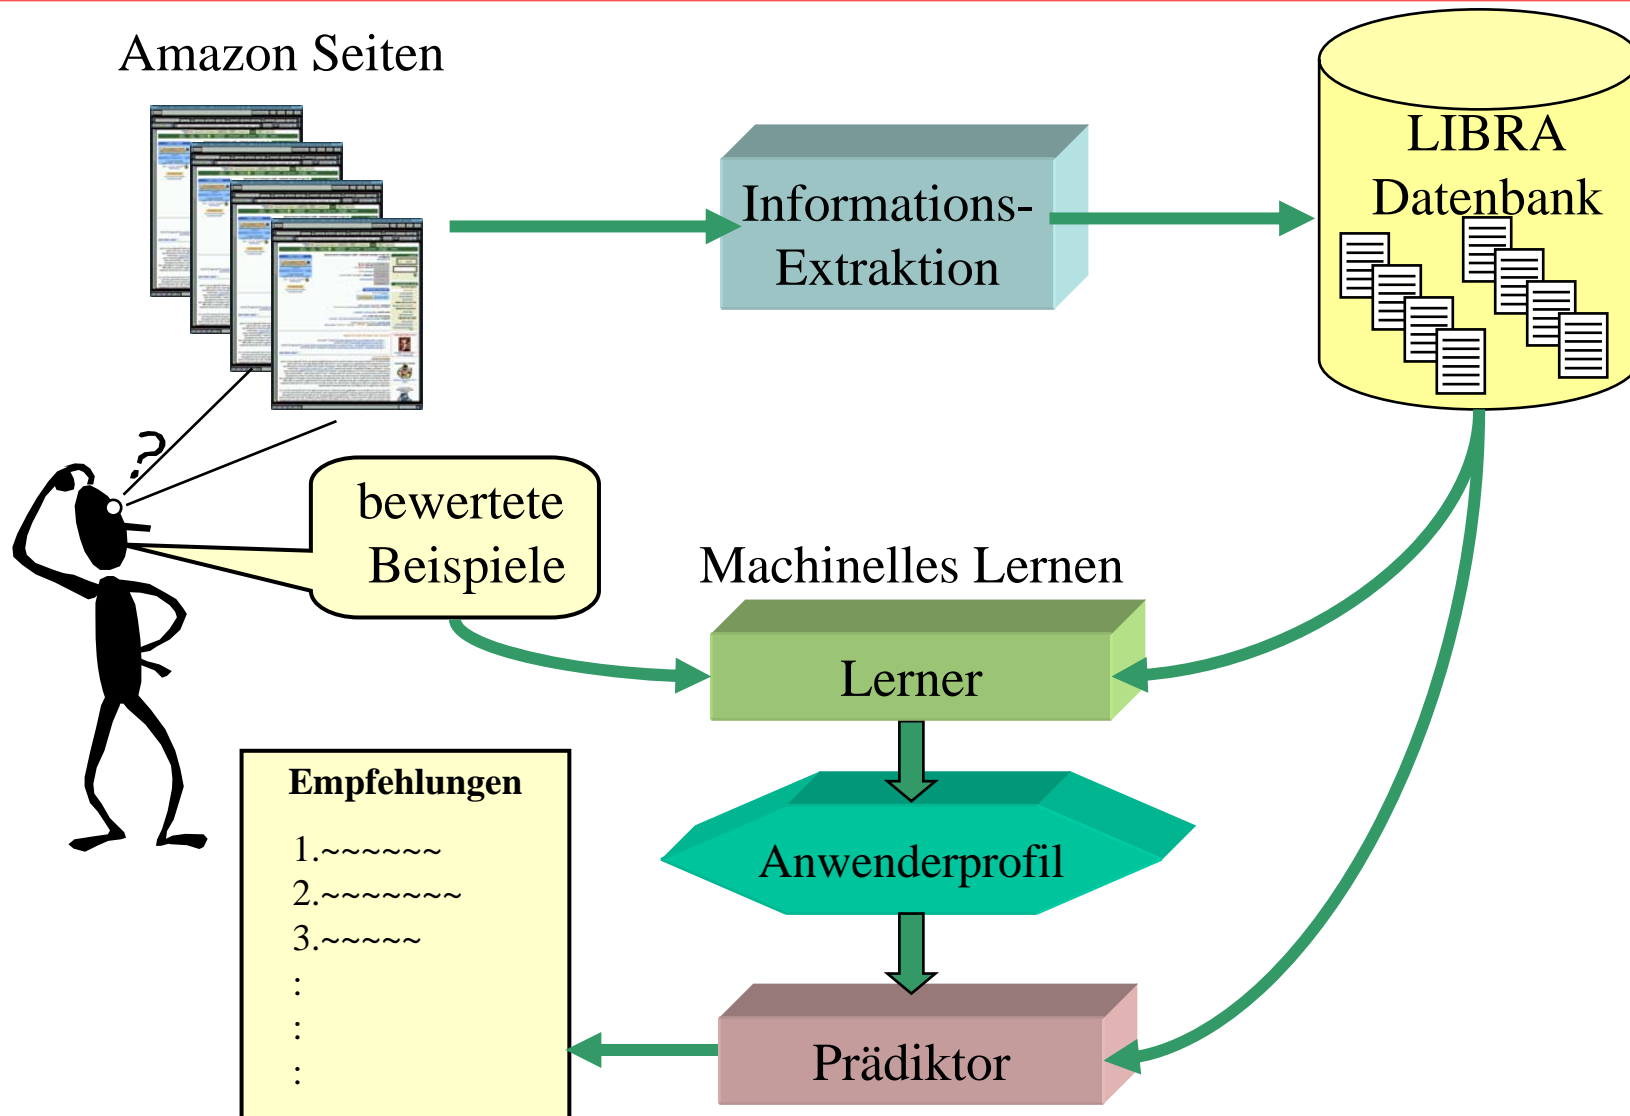 Amazon Seiten
Informations-
Extraktion
LIBRA
Datenbank
?
bewertete
Beispiele
Machinelles Lernen
Lerner
Anwenderprofil
Prädiktor
Empfehlungen
1.~~~~~~
2.~~~~~~~
3.~~~~~
:
:
: